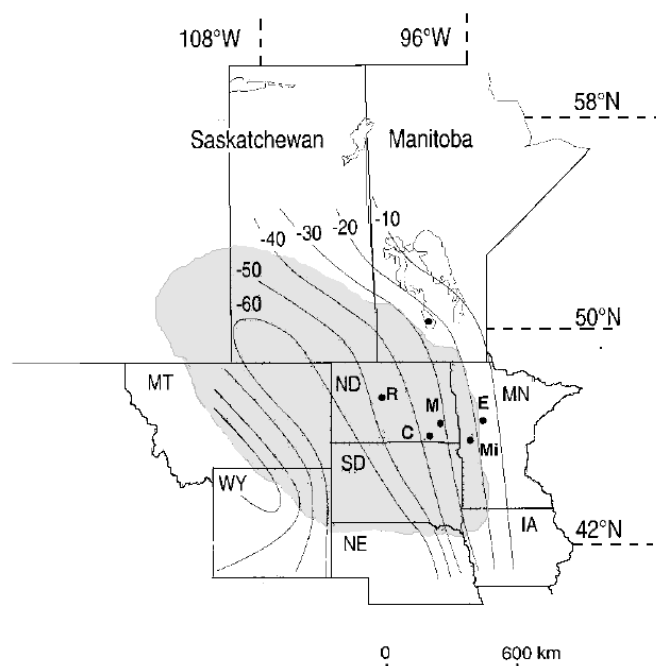 108°W
96°W
58°N
Saskatchewan
Manitoba
-10
-20
-30
-40
-50
-60
50°N
MT
ND
R
M
E
MN
C
Mi
SD
WY
IA
NE
42°N
0
600 km